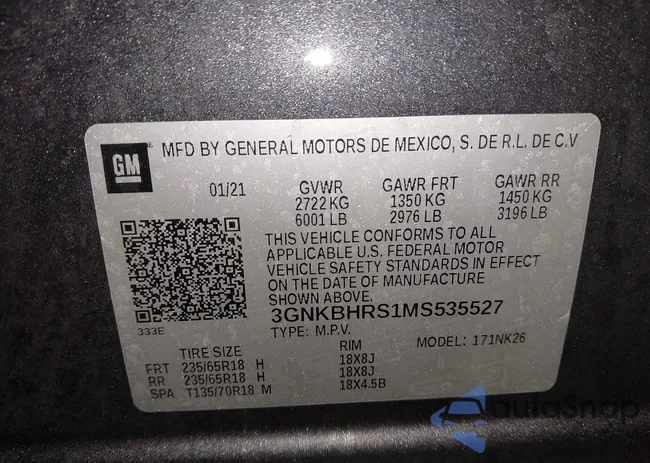 GM
MFD BY GENERAL MOTORS DE MEXICO, S. DE R.L. DE C.V
01/21 GVWR GAWR FRT GAWR RR
2722 KG 1350 KG 1450 KG
6001 LB 2976 LB 3196 LB
THIS VEHICLE CONFORMS TO ALL
APPLICABLE U.S. FEDERAL MOTOR
VEHICLE SAFETY STANDARDS IN EFFECT
ON THE DATE OF MANUFACTURE
SHOWN ABOVE.
3GNKBHRS1MS535527
333E
TYPE: M.P.V. MODEL: 171NK26
TIRE SIZE RIM
FRT 235/65R18 H 18X8J
RR 235/65R18 H 18X8J
SPA T135/70R18 M 18X4.5B
autoSnap